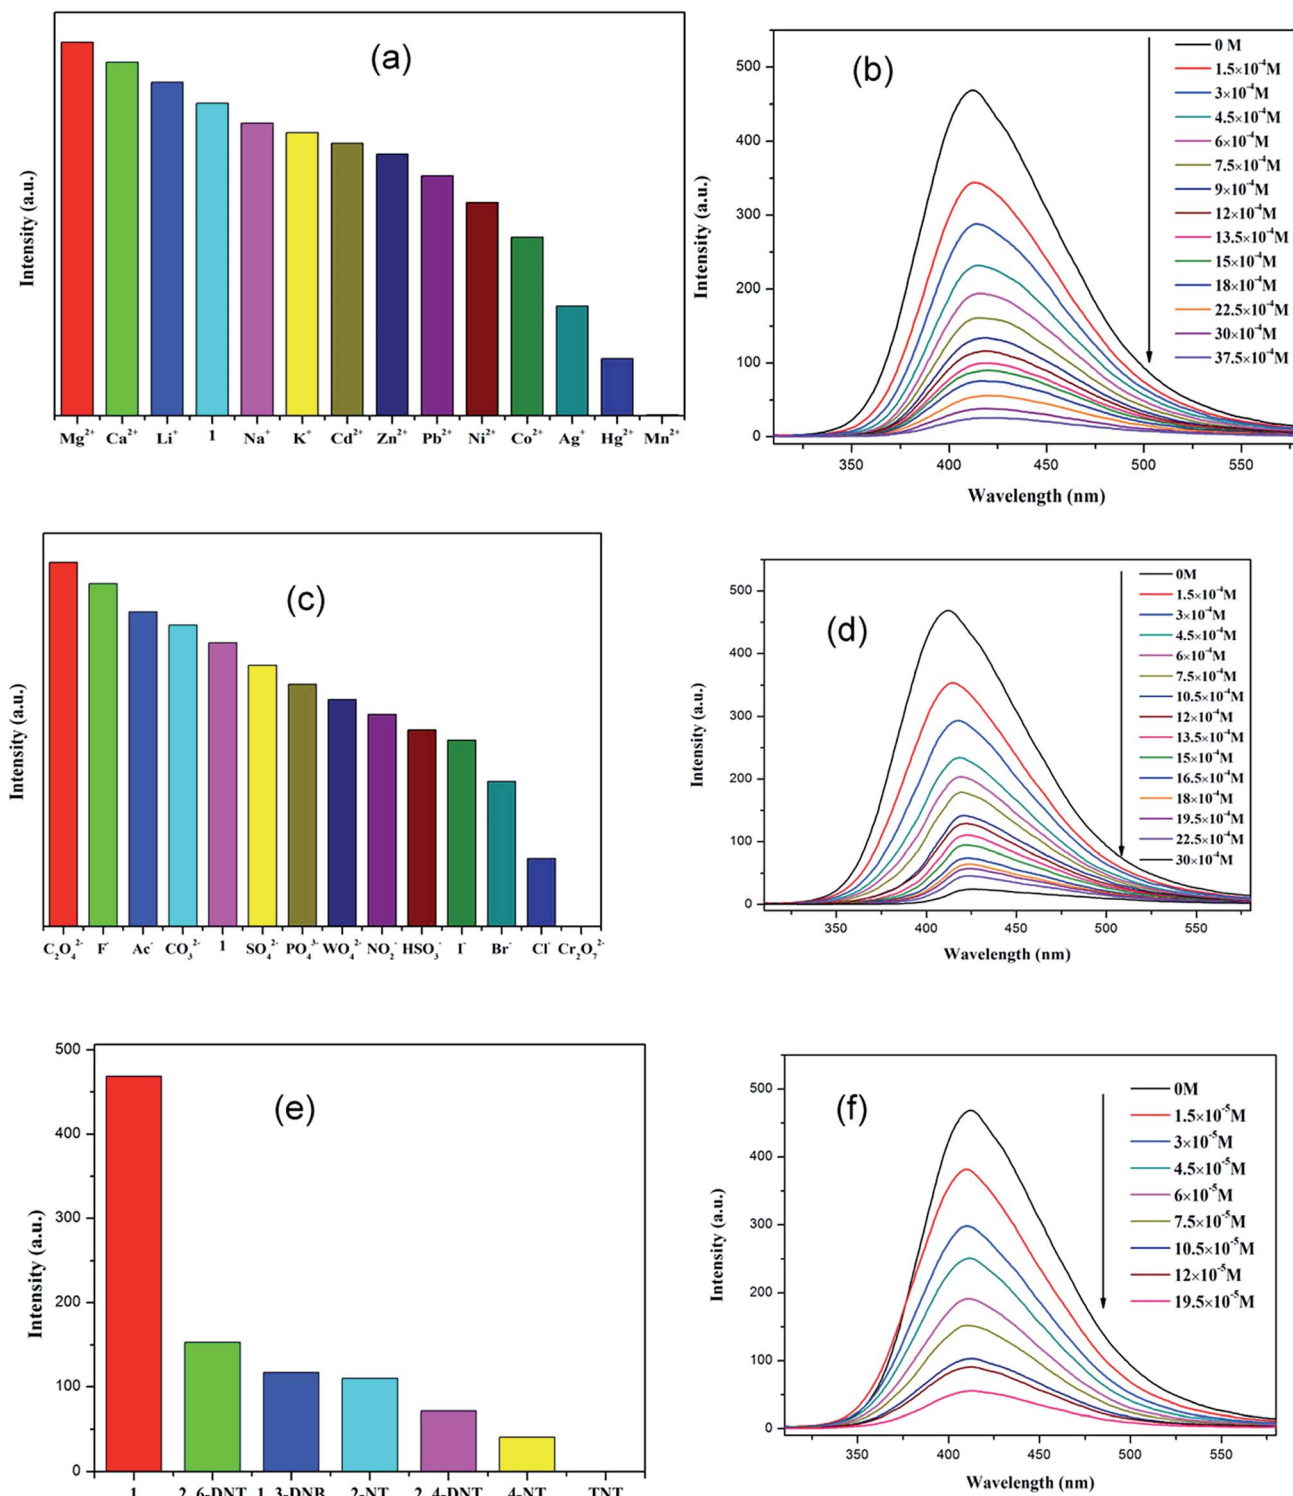 (a)
Intensity (a.u.)
Mg²⁺ Ca²⁺ Li⁺ 1 Na⁺ K⁺ Cd²⁺ Zn²⁺ Pb²⁺ Ni²⁺ Co²⁺ Ag⁺ Hg²⁺ Mn²⁺
(b)
Intensity (a.u.)
500
400
300
200
100
0
350 400 450 500 550
Wavelength (nm)
0 M
1.5×10⁻⁴M
3×10⁻⁴M
4.5×10⁻⁴M
6×10⁻⁴M
7.5×10⁻⁴M
9×10⁻⁴M
12×10⁻⁴M
13.5×10⁻⁴M
15×10⁻⁴M
18×10⁻⁴M
22.5×10⁻⁴M
30×10⁻⁴M
37.5×10⁻⁴M
(c)
Intensity (a.u.)
C₂O₄²⁻ F⁻ Ac⁻ CO₃²⁻ 1 SO₄²⁻ PO₄³⁻ WO₄²⁻ NO₂⁻ HSO₃⁻ I⁻ Br⁻ Cl⁻ Cr₂O₇²⁻
(d)
Intensity (a.u.)
500
400
300
200
100
0
350 400 450 500 550
Wavelength (nm)
0M
1.5×10⁻⁴M
3×10⁻⁴M
4.5×10⁻⁴M
6×10⁻⁴M
7.5×10⁻⁴M
10.5×10⁻⁴M
12×10⁻⁴M
13.5×10⁻⁴M
15×10⁻⁴M
16.5×10⁻⁴M
18×10⁻⁴M
19.5×10⁻⁴M
22.5×10⁻⁴M
30×10⁻⁴M
(e)
Intensity (a.u.)
500
400
300
200
100
0
1 2, 6-DNT 1, 3-DNB 2-NT 2, 4-DNT 4-NT TNT
(f)
Intensity (a.u.)
500
400
300
200
100
0
350 400 450 500 550
Wavelength (nm)
0M
1.5×10⁻⁵M
3×10⁻⁵M
4.5×10⁻⁵M
6×10⁻⁵M
7.5×10⁻⁵M
10.5×10⁻⁵M
12×10⁻⁵M
19.5×10⁻⁵M